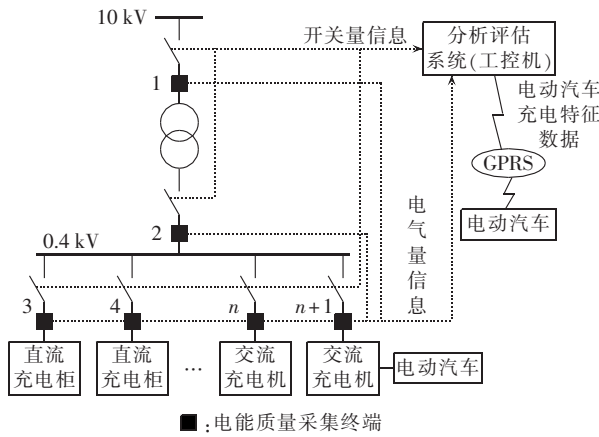 10 kV
开关量信息
分析评估
系统(工控机)
1
电动汽车
充电特征
数据
GPRS
电动汽车
电气量信息
2
0.4 kV
3
4
n
n+1
直流
充电柜
直流
充电柜
...
交流
充电机
交流
充电机
电动汽车
:电能质量采集终端